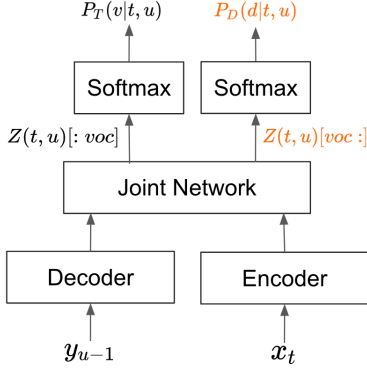 P_T(v|t, u) P_D(d|t, u)
Softmax Softmax
Z(t, u)[: voc] Z(t, u)[voc :]
Joint Network
Decoder Encoder
y_{u−1} x_t